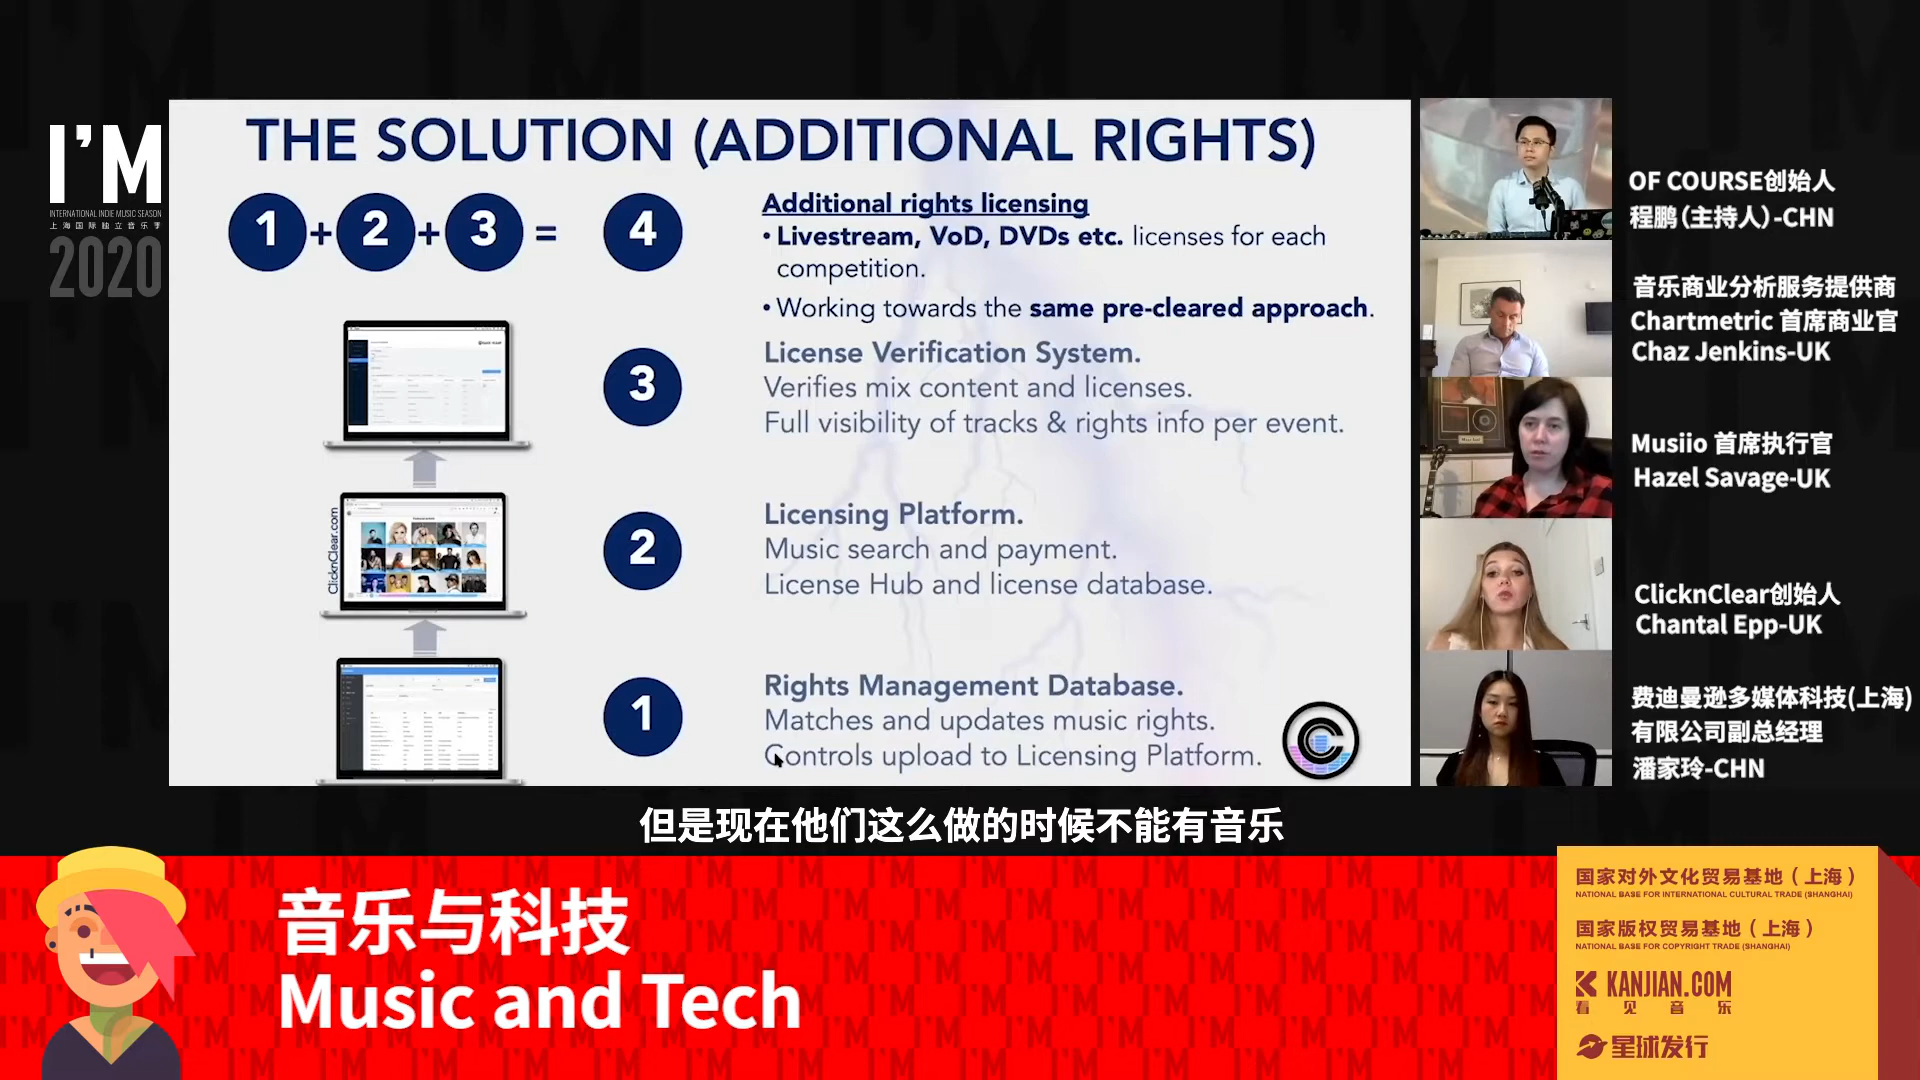 I'M
INTERNATIONAL INDIE MUSIC SEASON
上海国际独立音乐季
2020
THE SOLUTION (ADDITIONAL RIGHTS)
1+2+3= 4
Additional rights licensing
• Livestream, VoD, DVDs etc. licenses for each
competition.
• Working towards the same pre-cleared approach.
3
License Verification System.
Verifies mix content and licenses.
Full visibility of tracks & rights info per event.
ClicknClear.com
2
Licensing Platform.
Music search and payment.
License Hub and license database.
1
Rights Management Database.
Matches and updates music rights.
Controls upload to Licensing Platform.
OF COURSE创始人
程鹏(主持人)-CHN
音乐商业分析服务提供商
Chartmetric 首席商业官
Chaz Jenkins-UK
Musiio 首席执行官
Hazel Savage-UK
ClicknClear创始人
Chantal Epp-UK
费迪曼逊多媒体科技(上海)
有限公司副总经理
潘家玲-CHN
但是现在他们这么做的时候不能有音乐
音乐与科技
Music and Tech
国家对外文化贸易基地(上海)
NATIONAL BASE FOR INTERNATIONAL CULTURAL TRADE (SHANGHAI)
国家版权贸易基地(上海)
NATIONAL BASE FOR COPYRIGHT TRADE (SHANGHAI)
KANJIAN.COM
看见音乐
星球发行